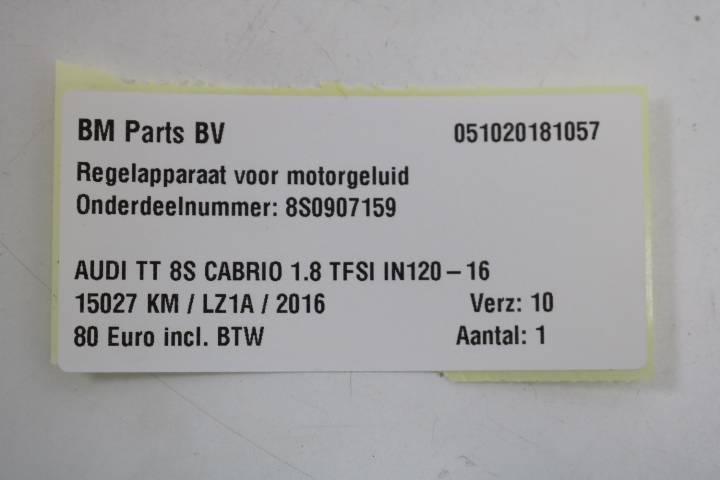 BM Parts BV 051020181057
Regelapparaat voor motorgeluid
Onderdeelnummer: 8S0907159
AUDI TT 8S CABRIO 1.8 TFSI IN120 – 16
15027 KM / LZ1A / 2016 Verz: 10
80 Euro incl. BTW Aantal: 1